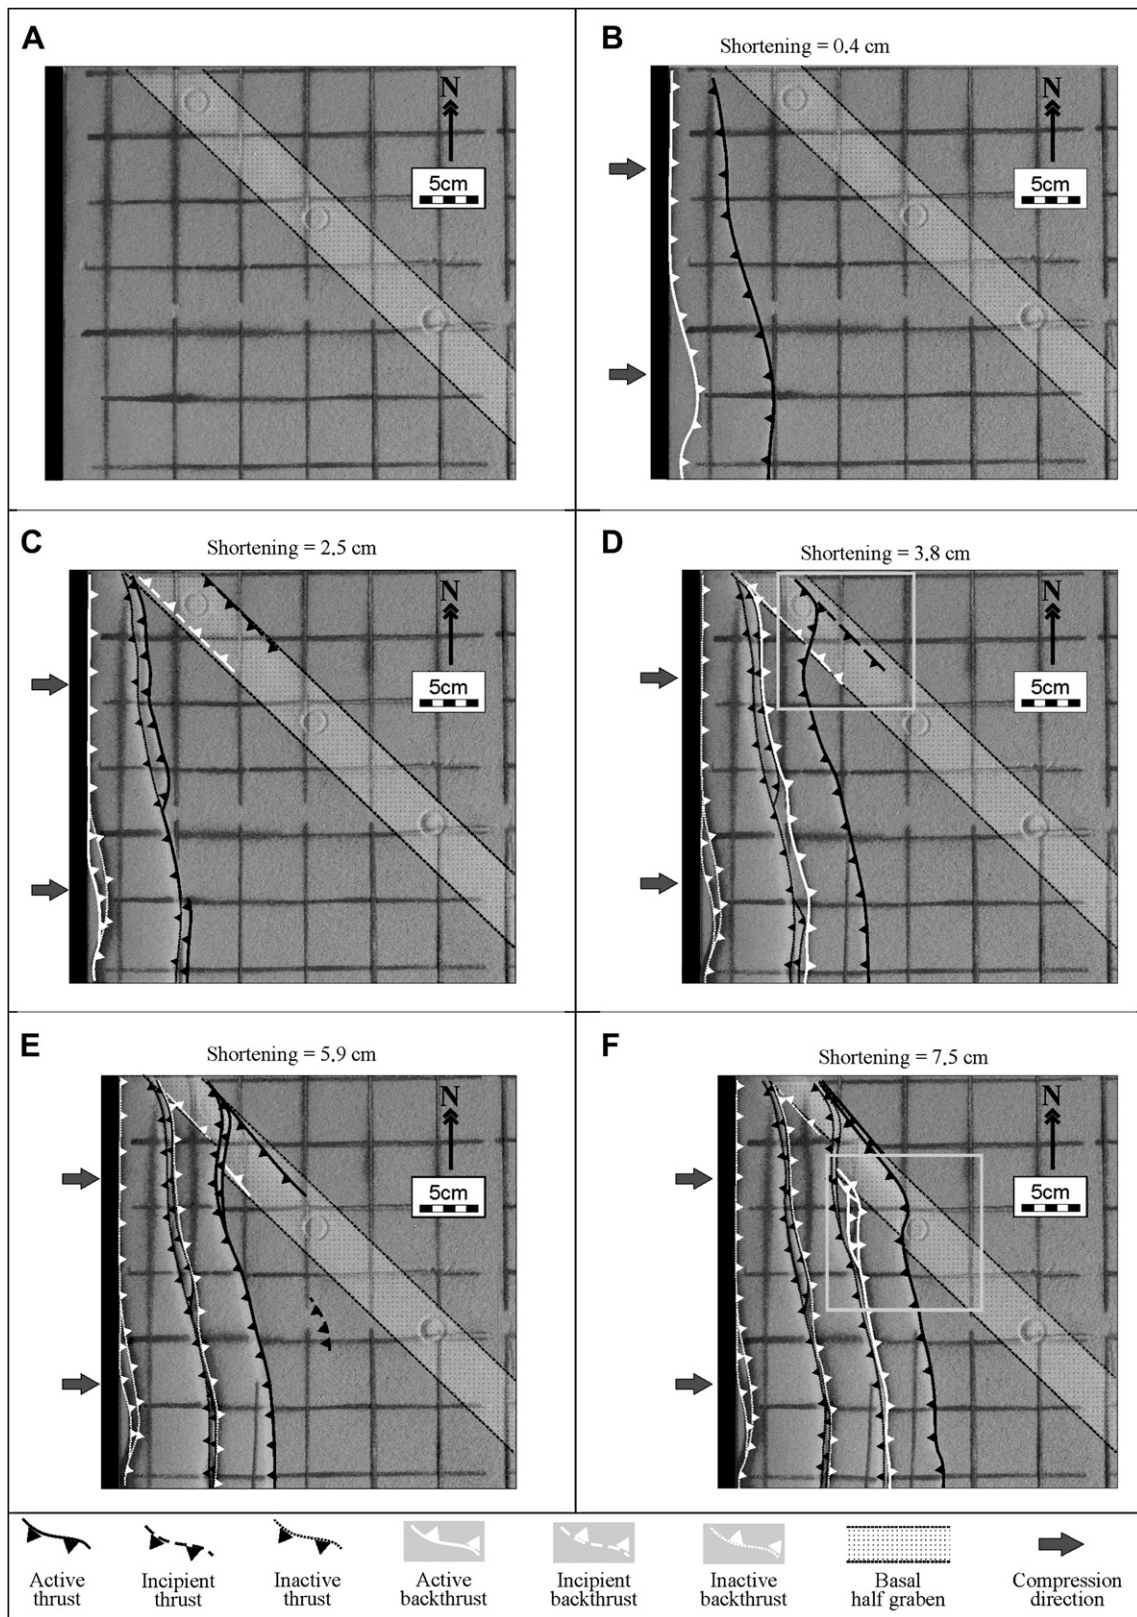 A
N
5cm
B
Shortening = 0.4 cm
N
5cm
C
Shortening = 2.5 cm
N
5cm
D
Shortening = 3.8 cm
N
5cm
E
Shortening = 5.9 cm
N
5cm
F
Shortening = 7.5 cm
N
5cm
Active thrust
Incipient thrust
Inactive thrust
Active backthrust
Incipient backthrust
Inactive backthrust
Basal half graben
Compression direction